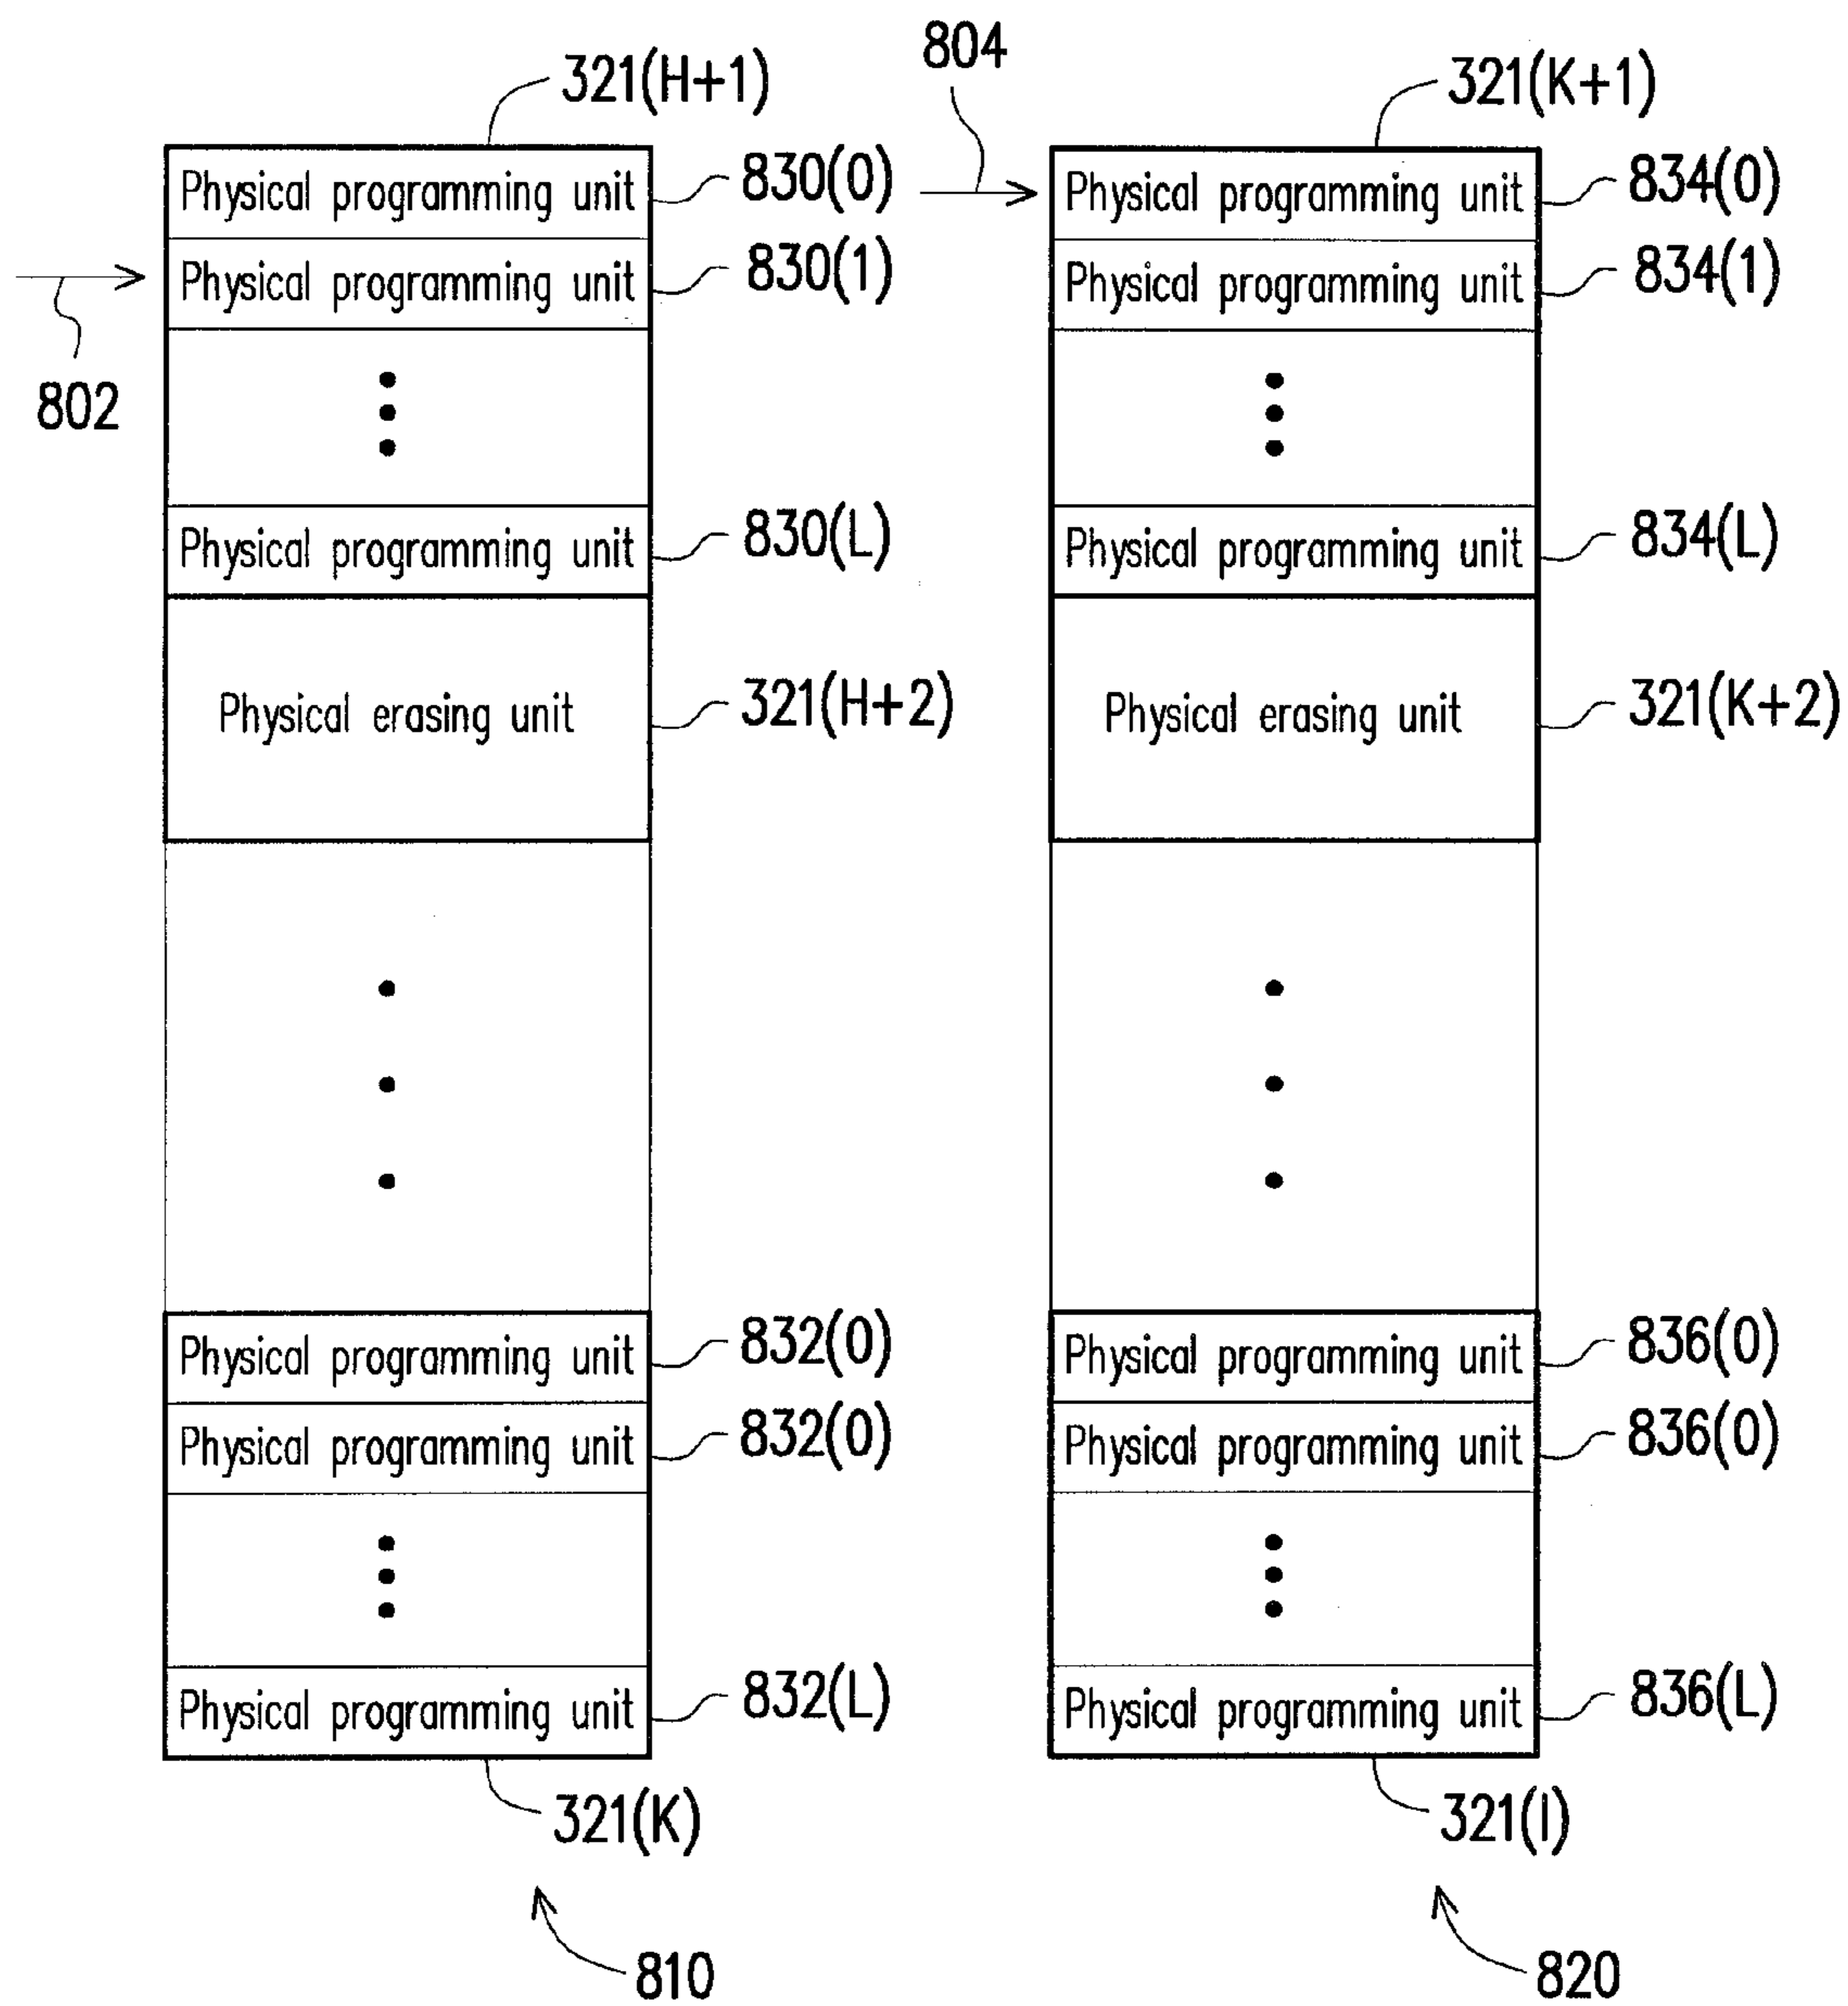 804
321(H+1)
321(K+1)
Physical programming unit 830(0)
Physical programming unit 834(0)
Physical programming unit 830(1)
Physical programming unit 834(1)
802
Physical programming unit 830(L)
Physical programming unit 834(L)
Physical erasing unit 321(H+2)
Physical erasing unit 321(K+2)
Physical programming unit 832(0)
Physical programming unit 836(0)
Physical programming unit 832(0)
Physical programming unit 836(0)
Physical programming unit 832(L)
Physical programming unit 836(L)
321(K)
321(I)
810
820